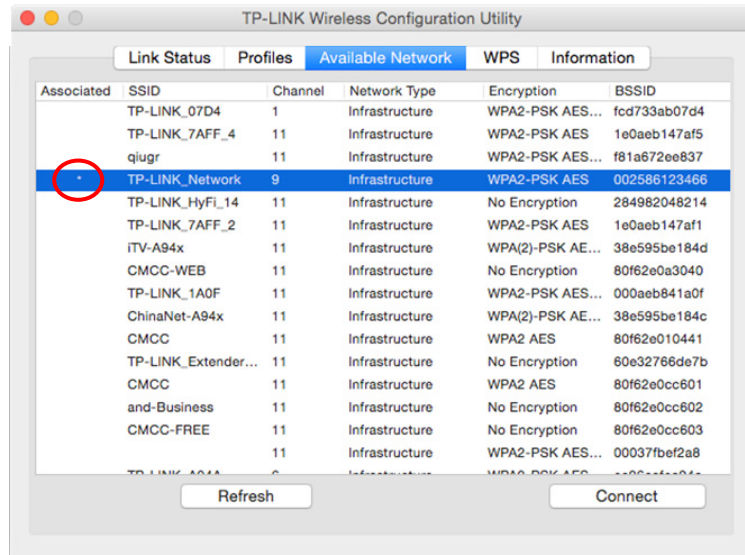 TP-LINK Wireless Configuration Utility
Link Status Profiles Available Network WPS Information
Associated SSID Channel Network Type Encryption BSSID
TP-LINK_07D4 1 Infrastructure WPA2-PSK AES... fcd733ab07d4
TP-LINK_7AFF_4 11 Infrastructure WPA2-PSK AES 1e0aeb147af5
qiugr 11 Infrastructure WPA2-PSK AES... f81a672ee837
* TP-LINK_Network 9 Infrastructure WPA2-PSK AES 002586123466
TP-LINK_HyFi_14 11 Infrastructure No Encryption 284982048214
TP-LINK_7AFF_2 11 Infrastructure WPA2-PSK AES 1e0aeb147af1
iTV-A94x 11 Infrastructure WPA(2)-PSK AE... 38e595be184d
CMCC-WEB 11 Infrastructure No Encryption 80f62e0a3040
TP-LINK_1A0F 11 Infrastructure WPA2-PSK AES... 000aeb841a0f
ChinaNet-A94x 11 Infrastructure WPA(2)-PSK AE... 38e595be184c
CMCC 11 Infrastructure WPA2 AES 80f62e010441
TP-LINK_Extender... 11 Infrastructure No Encryption 60e32766de7b
CMCC 11 Infrastructure WPA2 AES 80f62e0cc601
and-Business 11 Infrastructure No Encryption 80f62e0cc602
CMCC-FREE 11 Infrastructure No Encryption 80f62e0cc603
11 Infrastructure WPA2-PSK AES... 00037fbef2a8
Refresh Connect